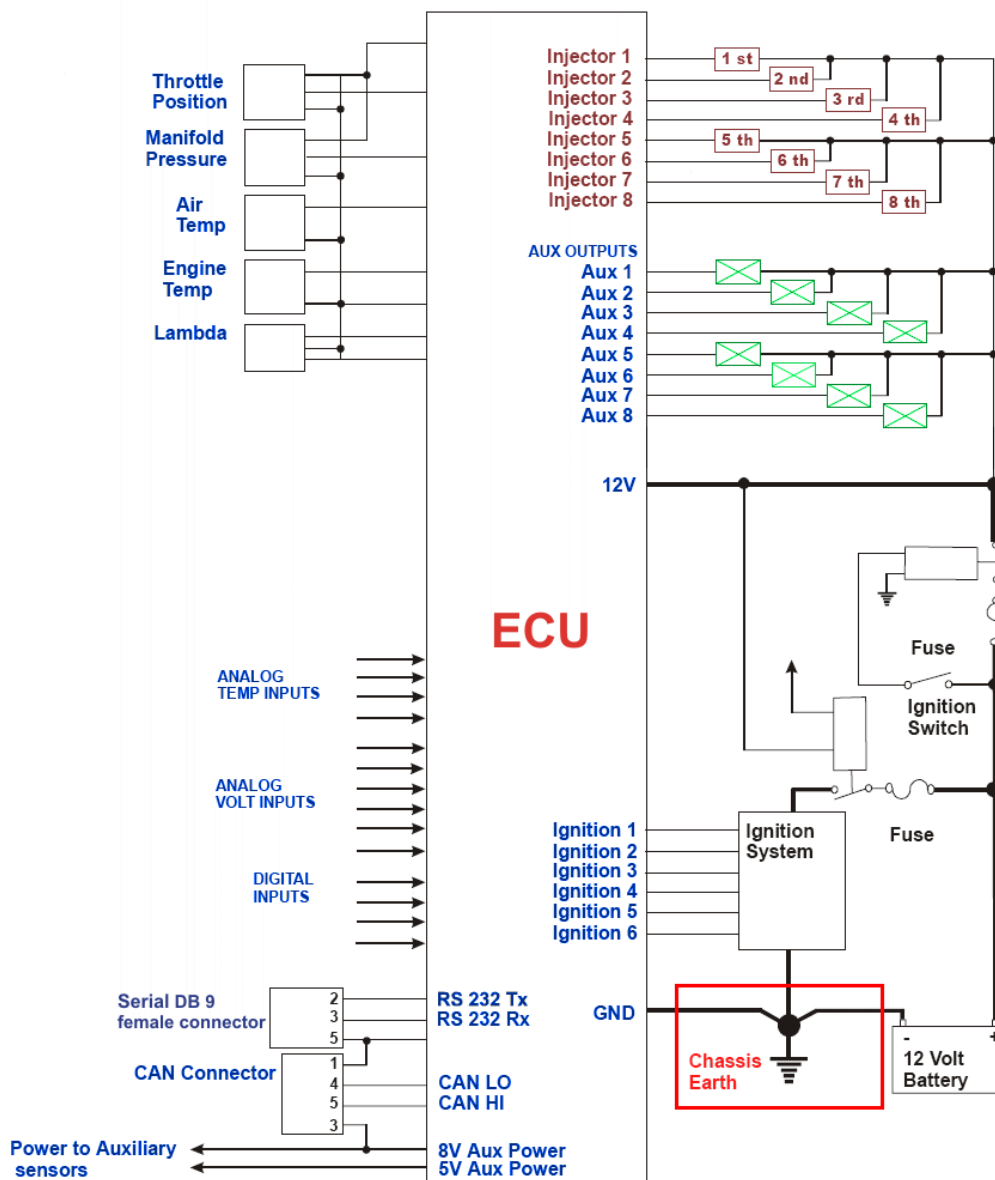 Throttle
Position
Manifold
Pressure
Air
Temp
Engine
Temp
Lambda
Injector 1
Injector 2
Injector 3
Injector 4
Injector 5
Injector 6
Injector 7
Injector 8
1 st
2 nd
3 rd
4 th
5 th
6 th
7 th
8 th
AUX OUTPUTS
Aux 1
Aux 2
Aux 3
Aux 4
Aux 5
Aux 6
Aux 7
Aux 8
12V
ECU
Fuse
Ignition
Switch
ANALOG
TEMP INPUTS
ANALOG
VOLT INPUTS
DIGITAL
INPUTS
Fuse
Ignition 1
Ignition 2
Ignition 3
Ignition 4
Ignition 5
Ignition 6
Ignition
System
Serial DB 9
female connector
2
3
5
RS 232 Tx
RS 232 Rx
GND
Chassis
Earth
- +
12 Volt
Battery
CAN Connector
1
4
5
3
CAN LO
CAN HI
Power to Auxiliary
sensors
8V Aux Power
5V Aux Power